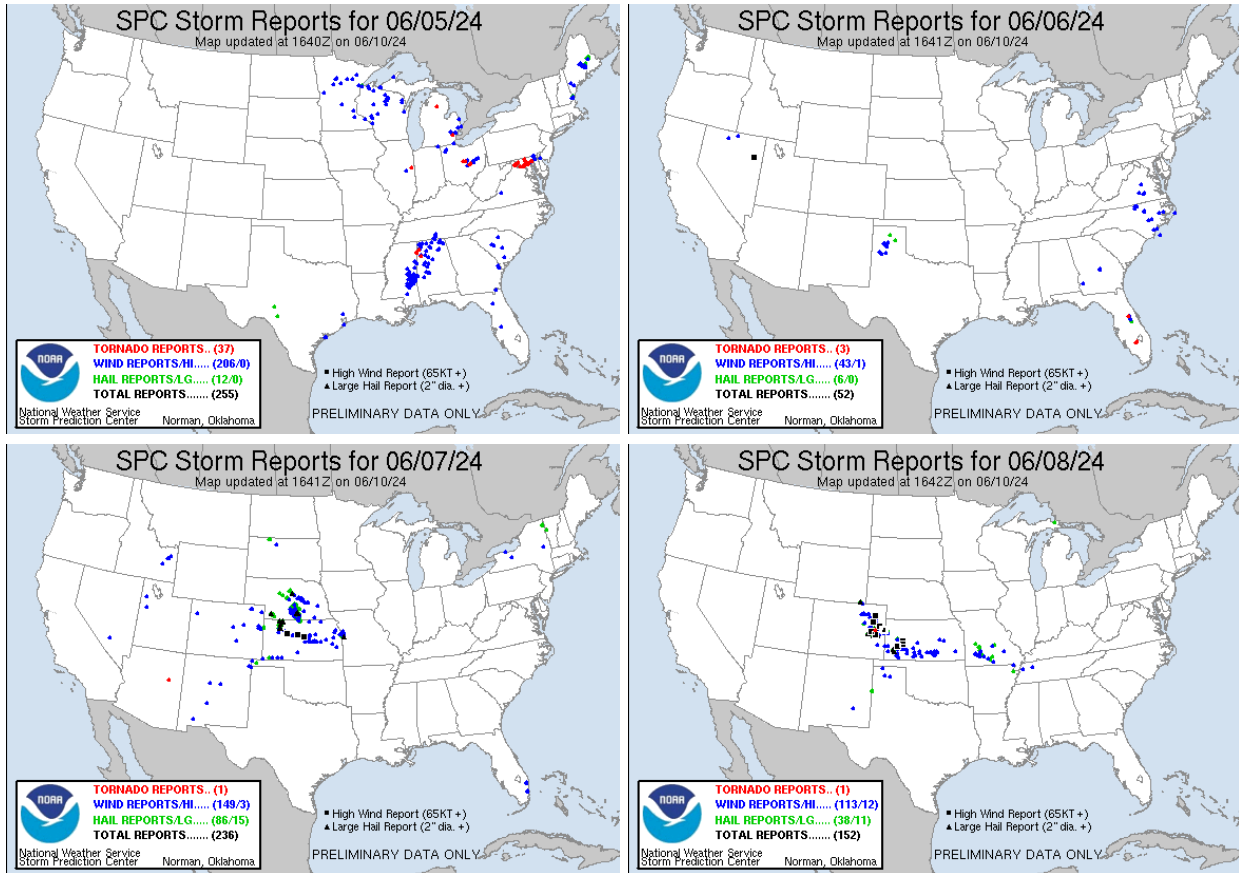 SPC Storm Reports for 06/05/24
Map updated at 1640Z on 06/10/24
NOAA
TORNADO REPORTS.. (37)
WIND REPORTS/HI..... (206/0)
HAIL REPORTS/LG..... (12/0)
TOTAL REPORTS....... (255)
National Weather Service
Storm Prediction Center Norman, Oklahoma
High Wind Report (65KT +)
Large Hail Report (2" dia. +)
PRELIMINARY DATA ONLY
SPC Storm Reports for 06/06/24
Map updated at 1641Z on 06/10/24
NOAA
TORNADO REPORTS.. (3)
WIND REPORTS/HI..... (43/1)
HAIL REPORTS/LG..... (6/0)
TOTAL REPORTS....... (52)
National Weather Service
Storm Prediction Center Norman, Oklahoma
High Wind Report (65KT +)
Large Hail Report (2" dia. +)
PRELIMINARY DATA ONLY
SPC Storm Reports for 06/07/24
Map updated at 1641Z on 06/10/24
NOAA
TORNADO REPORTS.. (1)
WIND REPORTS/HI..... (149/3)
HAIL REPORTS/LG..... (86/15)
TOTAL REPORTS....... (236)
National Weather Service
Storm Prediction Center Norman, Oklahoma
High Wind Report (65KT +)
Large Hail Report (2" dia. +)
PRELIMINARY DATA ONLY
SPC Storm Reports for 06/08/24
Map updated at 1642Z on 06/10/24
NOAA
TORNADO REPORTS.. (1)
WIND REPORTS/HI..... (113/12)
HAIL REPORTS/LG..... (38/11)
TOTAL REPORTS....... (152)
National Weather Service
Storm Prediction Center Norman, Oklahoma
High Wind Report (65KT +)
Large Hail Report (2" dia. +)
PRELIMINARY DATA ONLY